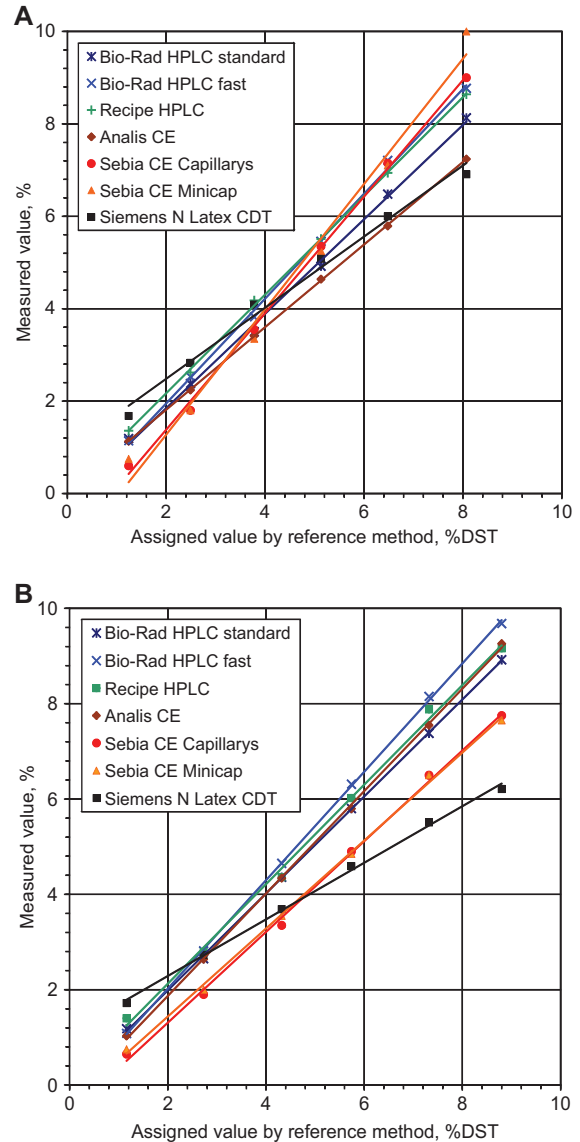 A
10
8
6
4
2
0
Measured value, %
Bio-Rad HPLC standard
Bio-Rad HPLC fast
Recipe HPLC
Analis CE
Sebia CE Capillarys
Sebia CE Minicap
Siemens N Latex CDT
0 2 4 6 8 10
Assigned value by reference method, %DST
B
10
8
6
4
2
0
Measured value, %
Bio-Rad HPLC standard
Bio-Rad HPLC fast
Recipe HPLC
Analis CE
Sebia CE Capillarys
Sebia CE Minicap
Siemens N Latex CDT
0 2 4 6 8 10
Assigned value by reference method, %DST